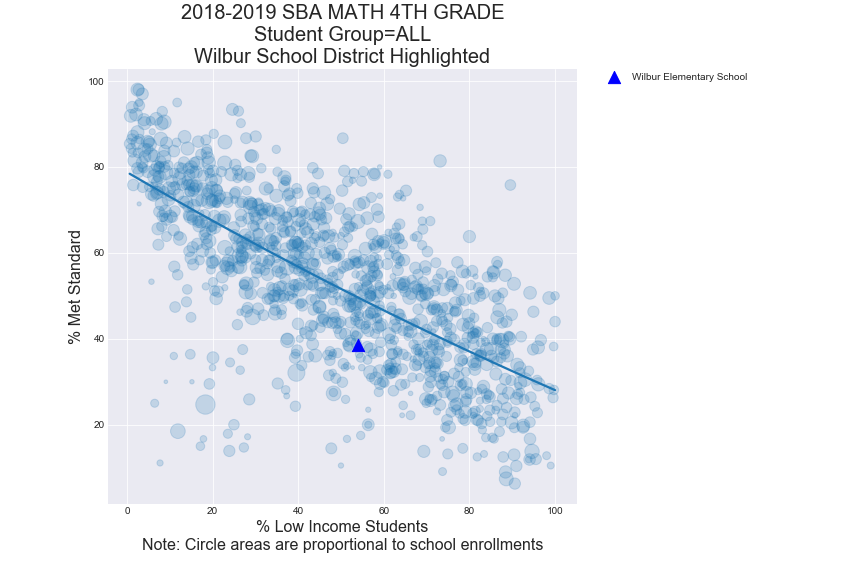 2018-2019 SBA MATH 4TH GRADE
Student Group=ALL
Wilbur School District Highlighted
Wilbur Elementary School
% Met Standard
100
80
60
40
20
0 20 40 60 80 100
% Low Income Students
Note: Circle areas are proportional to school enrollments